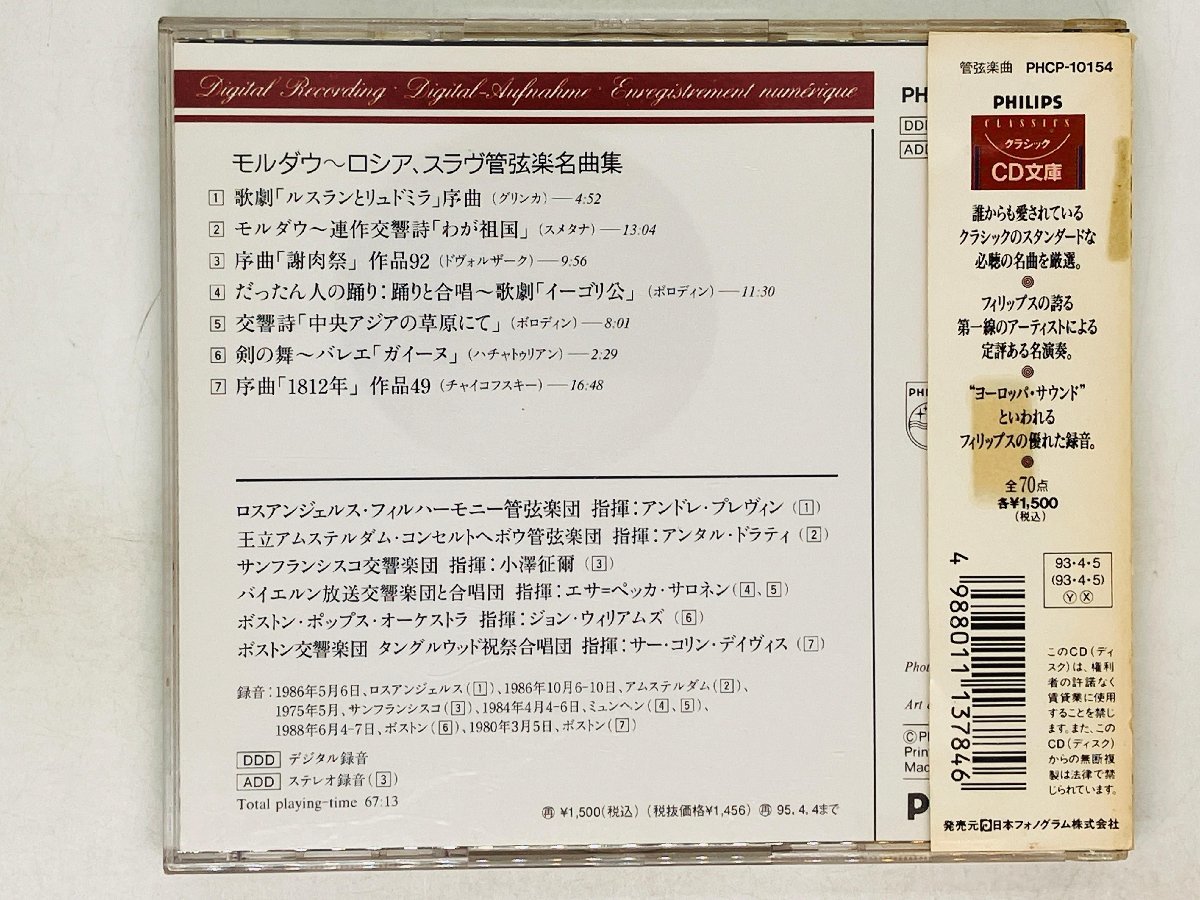 Digital Recording · Digital-Aufnahme · Enregistrement numérique
モルダウ〜ロシア、スラヴ管弦楽名曲集
1 歌劇「ルスランとリュドミラ」序曲 (グリンカ) — 4:52
2 モルダウ〜連作交響詩「わが祖国」 (スメタナ) — 13:04
3 序曲「謝肉祭」 作品92 (ドヴォルザーク) — 9:56
4 だったん人の踊り:踊りと合唱〜歌劇「イーゴリ公」 (ボロディン) — 11:30
5 交響詩「中央アジアの草原にて」 (ボロディン) — 8:01
6 剣の舞〜バレエ「ガイーヌ」 (ハチャトゥリアン) — 2:29
7 序曲「1812年」 作品49 (チャイコフスキー) — 16:48
ロスアンジェルス・フィルハーモニー管弦楽団 指揮:アンドレ・プレヴィン (1)
王立アムステルダム・コンセルトヘボウ管弦楽団 指揮:アンタル・ドラティ (2)
サンフランシスコ交響楽団 指揮:小澤征爾 (3)
バイエルン放送交響楽団と合唱団 指揮:エサ=ペッカ・サロネン(4、5)
ボストン・ポップス・オーケストラ 指揮:ジョン・ウィリアムズ (6)
ボストン交響楽団 タングルウッド祝祭合唱団 指揮:サー・コリン・デイヴィス (7)
録音:1986年5月6日、ロスアンジェルス(1)、1986年10月6-10日、アムステルダム(2)、
1975年5月、サンフランシスコ(3)、1984年4月4-6日、ミュンヘン(4、5)、
1988年6月4-7日、ボストン(6)、1980年3月5日、ボストン(7)
DDD デジタル録音
ADD ステレオ録音(3)
Total playing-time 67:13
再 ¥1,500(税込) (税抜価格¥1,456) 再 95.4.4まで
PH
DD
ADD
PHI
Photo
Art
©P
Print
Mad
P
管弦楽曲 PHCP-10154
PHILIPS
CLASSICS
クラシック
CD文庫
誰からも愛されている
クラシックのスタンダードな
必聴の名曲を厳選。
フィリップスの誇る
第一線のアーティストによる
定評ある名演奏。
“ヨーロッパ・サウンド”
といわれる
フィリップスの優れた録音。
全70点
各¥1,500
(税込)
93・4・5
(93・4・5)
Ⓨ Ⓧ
4 988011 137846
このCD(ディ
スク)は、権利
者の許諾なく
賃貸業に使用
することを禁じ
ます。また、この
CD(ディスク)
からの無断複
製は法律で禁
じられています。
発売元 日本フォノグラム株式会社